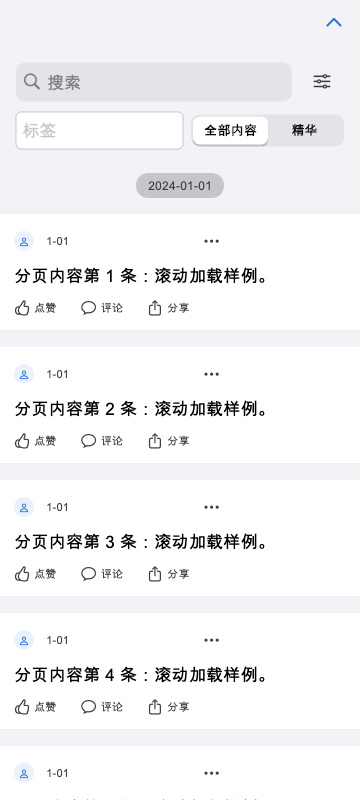 搜索
标签
全部内容 精华
2024-01-01
1-01
分页内容第 1 条：滚动加载样例。
点赞 评论 分享
1-01
分页内容第 2 条：滚动加载样例。
点赞 评论 分享
1-01
分页内容第 3 条：滚动加载样例。
点赞 评论 分享
1-01
分页内容第 4 条：滚动加载样例。
点赞 评论 分享
1-01